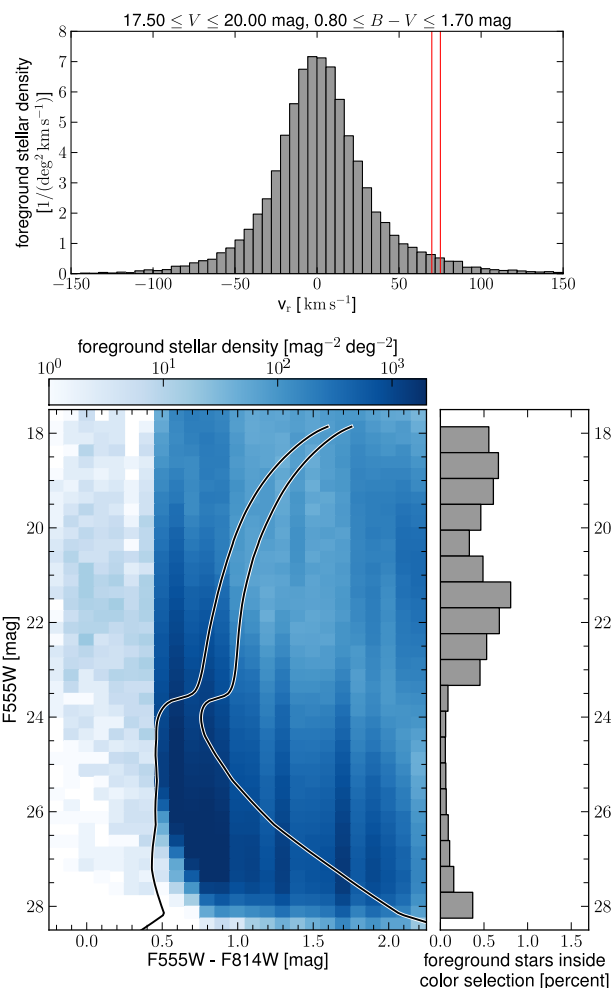 17.50 ≤ V ≤ 20.00 mag, 0.80 ≤ B − V ≤ 1.70 mag
foreground stellar density
[1/(deg² km s⁻¹)]
8
7
6
5
4
3
2
1
0
−150 −100 −50 0 50 100 150
v_r [km s⁻¹]
foreground stellar density [mag⁻² deg⁻²]
10⁰ 10¹ 10² 10³
F555W [mag]
18 18
20 20
22 22
24 24
26 26
28 28
0.0 0.5 1.0 1.5 2.0 0.0 0.5 1.0 1.5
F555W - F814W [mag]
foreground stars inside
color selection [percent]